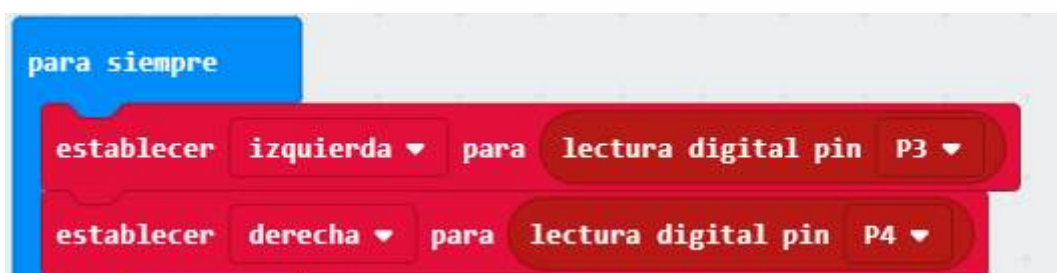 para siempre
establecer izquierda para lectura digital pin P3
establecer derecha para lectura digital pin P4